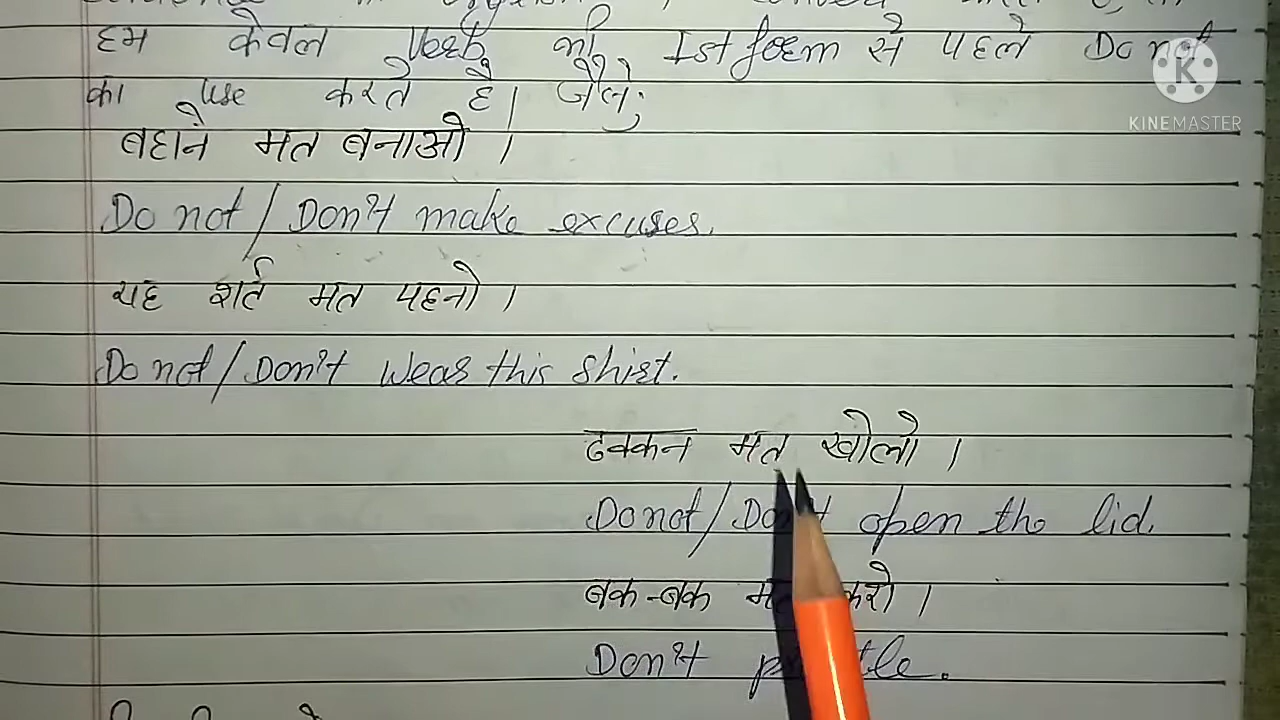 हम केवल Verb की Ist form से पहले Do not
का use करते है। जैसे:
बहाने मत बनाओ ।
Do not / Don't make excuses.
यह शर्त मत पहनो ।
Do not / Don't wear this shirt.
ढक्कन मत खोलो ।
Do not / Don't open the lid.
बक-बक मत करो ।
Don't prattle.
KINEMASTER